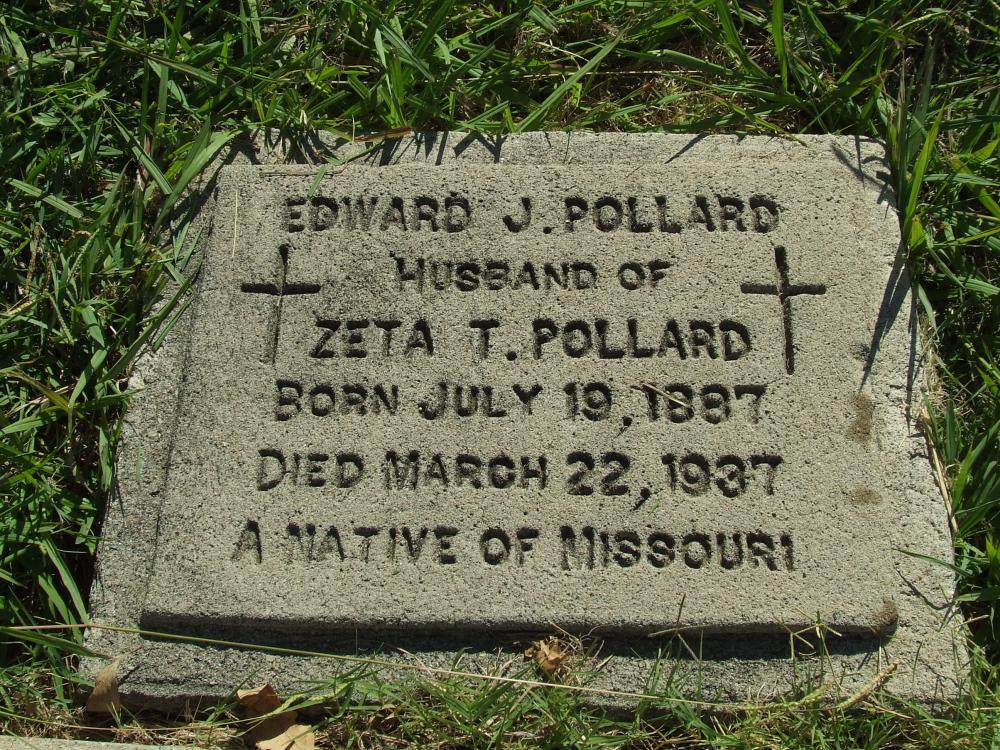 EDWARD J. POLLARD
HUSBAND OF
ZETA T. POLLARD
BORN JULY 19, 1887
DIED MARCH 22, 1937
A NATIVE OF MISSOURI